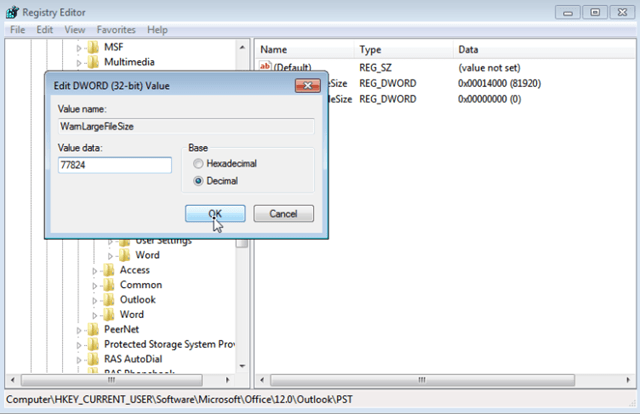 Registry Editor
File Edit View Favorites Help
MSF
Multimedia
Name Type Data
(Default) REG_SZ (value not set)
eSize REG_DWORD 0x00014000 (81920)
ileSize REG_DWORD 0x00000000 (0)
Edit DWORD (32-bit) Value
Value name:
WarnLargeFileSize
Value data:
77824
Base
Hexadecimal
Decimal
OK Cancel
User Settings
Word
Access
Common
Outlook
Word
PeerNet
Protected Storage System Prov
RAS AutoDial
RAS Phonebook
Computer\HKEY_CURRENT_USER\Software\Microsoft\Office\12.0\Outlook\PST